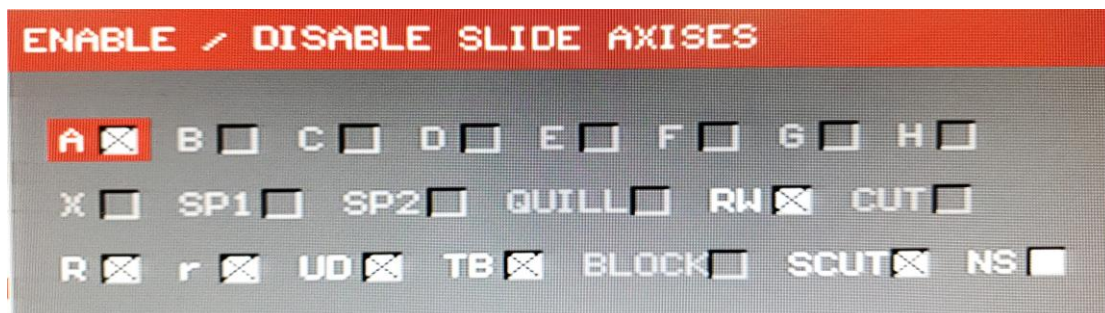 ENABLE / DISABLE SLIDE AXISES
A B C D E F G H
X SP1 SP2 QUILL RW CUT
R r UD TB BLOCK SCUT NS